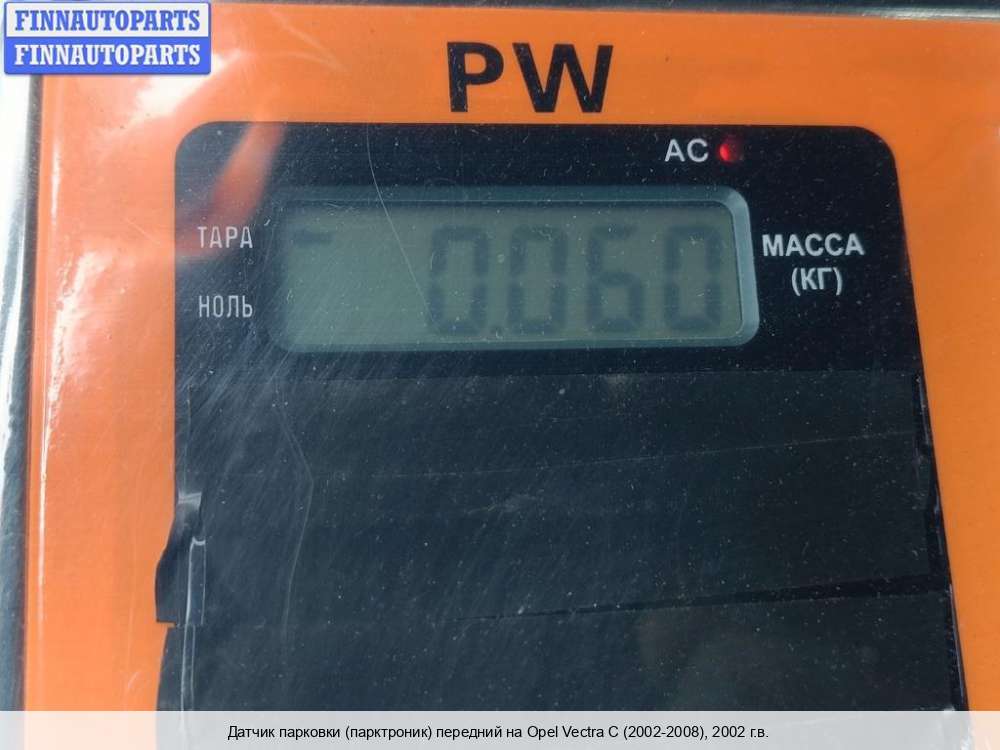 FINNAUTOPARTS
FINNAUTOPARTS
PW
AC
ТАРА
0.060
МАССА
(КГ)
НОЛЬ
Датчик парковки (парктроник) передний на Opel Vectra C (2002-2008), 2002 г.в.